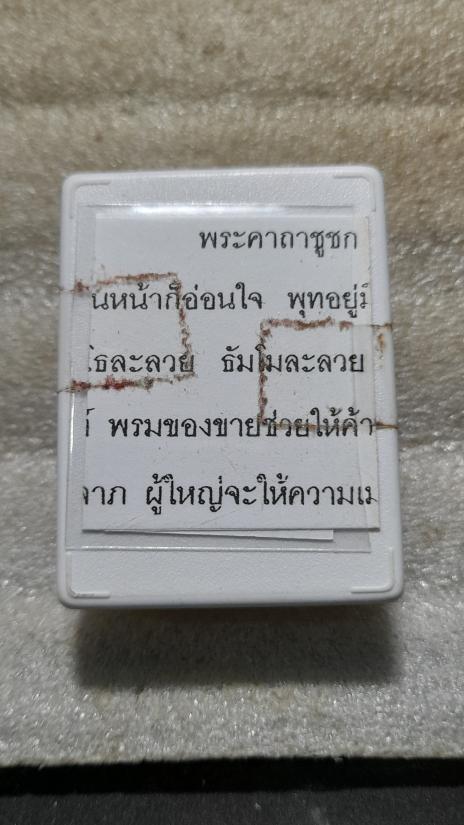 พระคาถาชูชก
นหน้าก็อ่อนใจ พุทอยู่
ธละลวย ธัมโมละลวย
พรมของขายช่วยให้ค้า
ลาภ ผู้ใหญ่จะให้ความเ